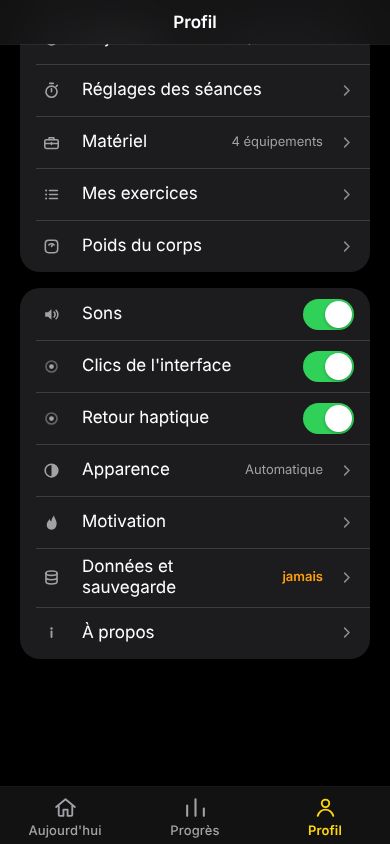 Profil
Réglages des séances
Matériel 4 équipements
Mes exercices
Poids du corps
Sons
Clics de l'interface
Retour haptique
Apparence Automatique
Motivation
Données et
sauvegarde jamais
À propos
Aujourd'hui Progrès Profil